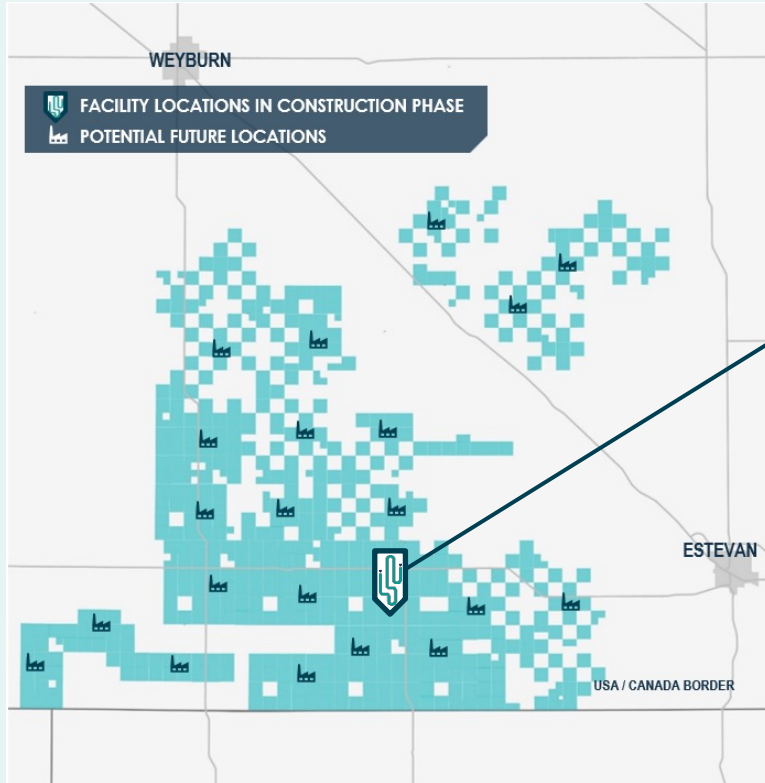 WEYBURN
FACILITY LOCATIONS IN CONSTRUCTION PHASE
POTENTIAL FUTURE LOCATIONS
ESTEVAN
USA / CANADA BORDER